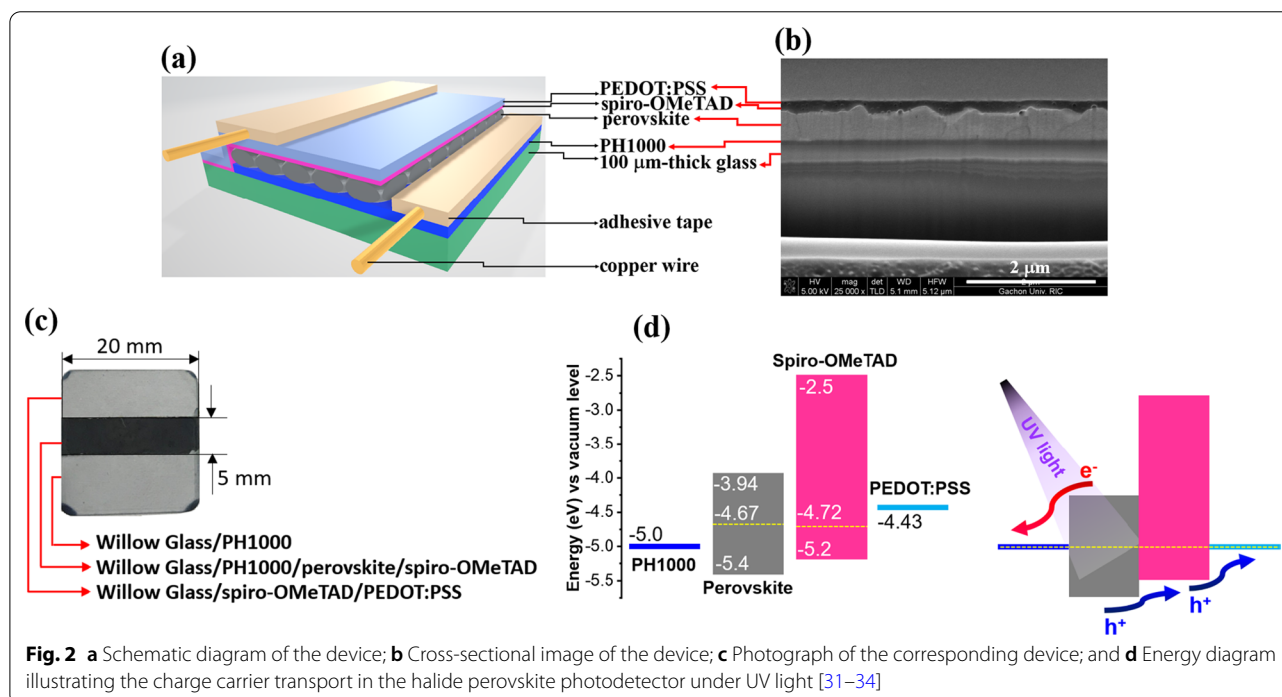 (a)
PEDOT:PSS
spiro-OMeTAD
perovskite
PH1000
100 μm-thick glass
adhesive tape
copper wire
(b)
2 μm
HV mag det WD HFW
5.00 kV 25 000 x TLD 5.1 mm 5.12 μm Gachon Univ. RIC
(c)
20 mm
5 mm
Willow Glass/PH1000
Willow Glass/PH1000/perovskite/spiro-OMeTAD
Willow Glass/spiro-OMeTAD/PEDOT:PSS
(d)
Energy (eV) vs vacuum level
-2.5
-3.0
-3.5
-4.0
-4.5
-5.0
-5.5
-5.0
PH1000
-3.94
-4.67
-5.4
Perovskite
Spiro-OMeTAD
-2.5
-4.72
-5.2
PEDOT:PSS
-4.43
UV light
e-
h+
h+
Fig. 2 a Schematic diagram of the device; b Cross-sectional image of the device; c Photograph of the corresponding device; and d Energy diagram
illustrating the charge carrier transport in the halide perovskite photodetector under UV light [31–34]